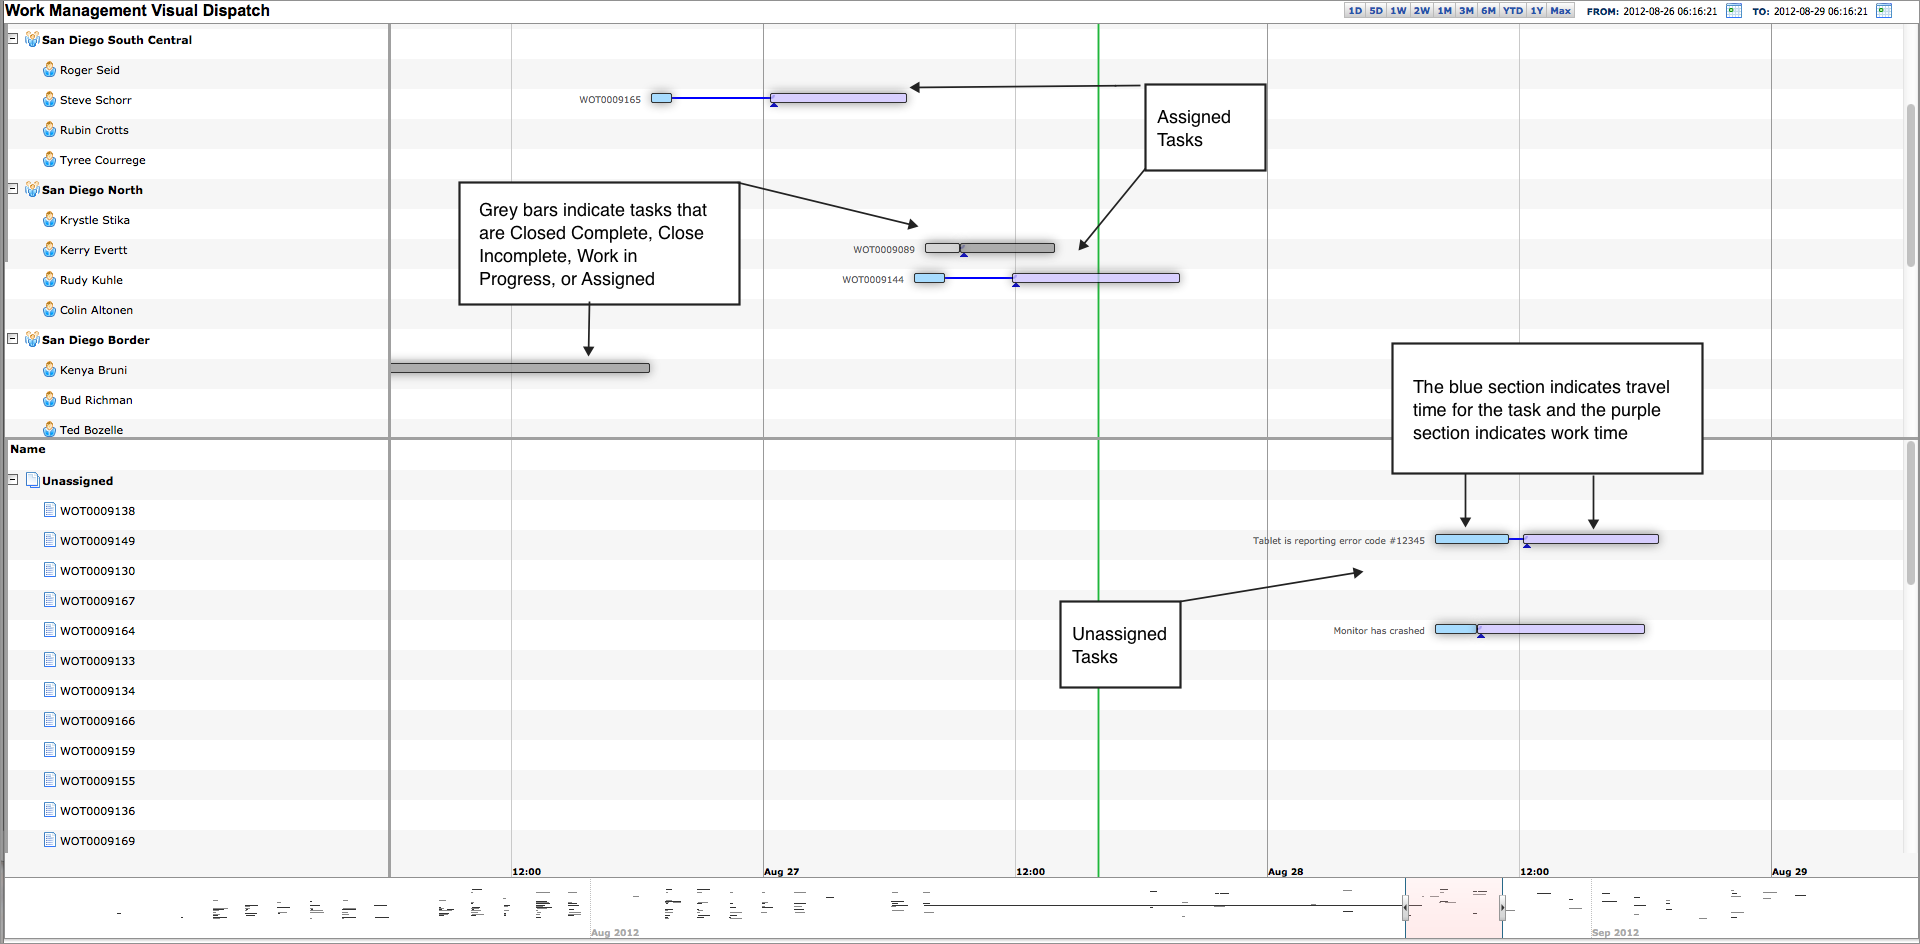 Work Management Visual Dispatch
1D 5D 1W 2W 1M 3M 6M YTD 1Y Max FROM: 2012-08-26 06:16:21 TO: 2012-08-29 06:16:21
San Diego South Central
Roger Seid
Steve Schorr
WOT0009165
Rubin Crotts
Tyree Courrege
Assigned
Tasks
San Diego North
Krystle Stika
Kerry Evertt
WOT0009089
Rudy Kuhle
WOT0009144
Colin Altonen
Grey bars indicate tasks that
are Closed Complete, Close
Incomplete, Work in
Progress, or Assigned
San Diego Border
Kenya Bruni
Bud Richman
Ted Bozelle
The blue section indicates travel
time for the task and the purple
section indicates work time
Name
Unassigned
WOT0009138
WOT0009149
Tablet is reporting error code #12345
WOT0009130
WOT0009167
WOT0009164
Monitor has crashed
Unassigned
Tasks
WOT0009133
WOT0009134
WOT0009166
WOT0009159
WOT0009155
WOT0009136
WOT0009169
12:00 Aug 27 12:00 Aug 28 12:00 Aug 29
Aug 2012 Sep 2012